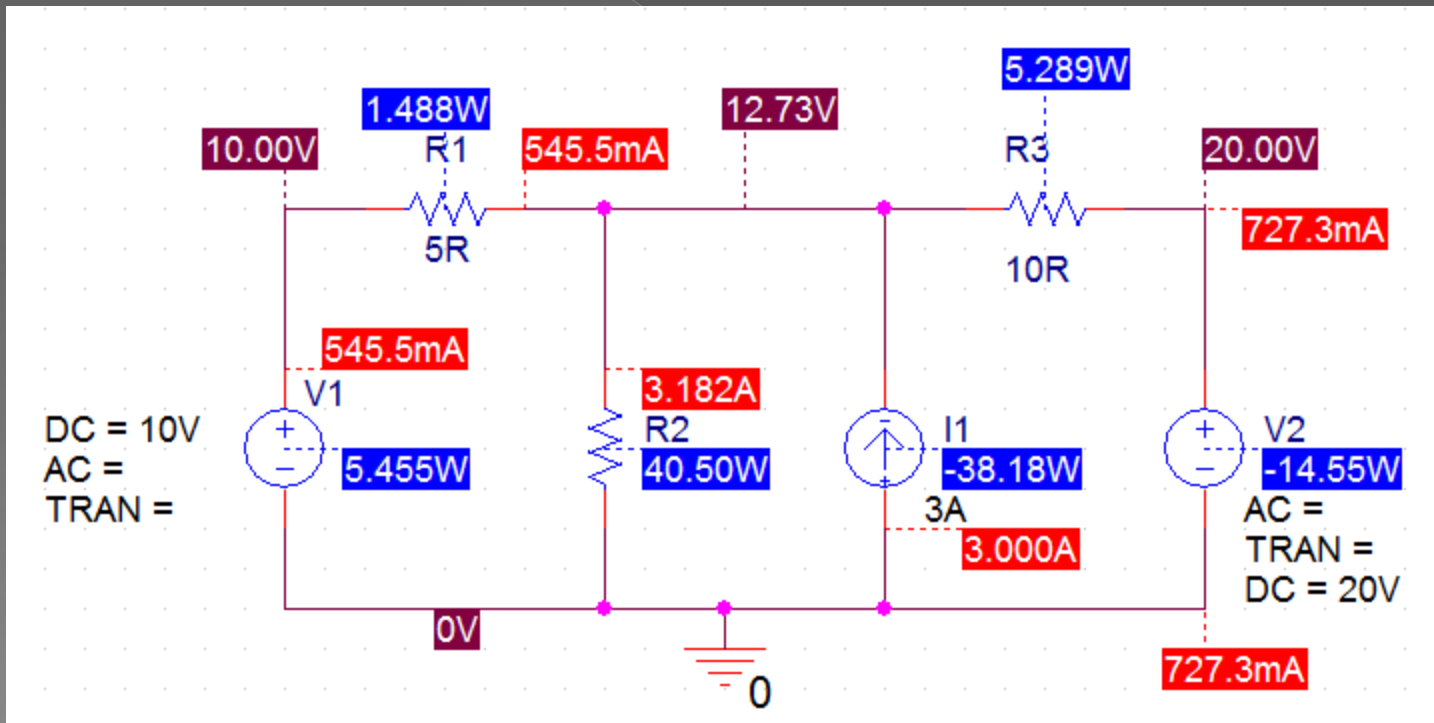 5.289W
1.488W
12.73V
10.00V
R1
545.5mA
R3
20.00V
727.3mA
5R
10R
545.5mA
V1
3.182A
DC = 10V
R2
I1
V2
AC =
5.455W
40.50W
-38.18W
-14.55W
TRAN =
3A
AC =
3.000A
TRAN =
DC = 20V
0V
727.3mA
0
+
-
-
+
+
-